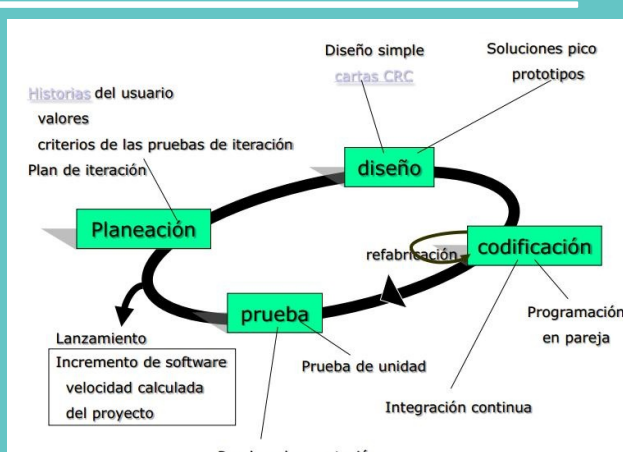 Diseño simple
cartas CRC
Soluciones pico
prototipos
Historias del usuario
valores
criterios de las pruebas de iteración
Plan de iteración
diseño
Planeación
refabricación
codificación
prueba
Programación
en pareja
Lanzamiento
Incremento de software
velocidad calculada
del proyecto
Prueba de unidad
Integración continua